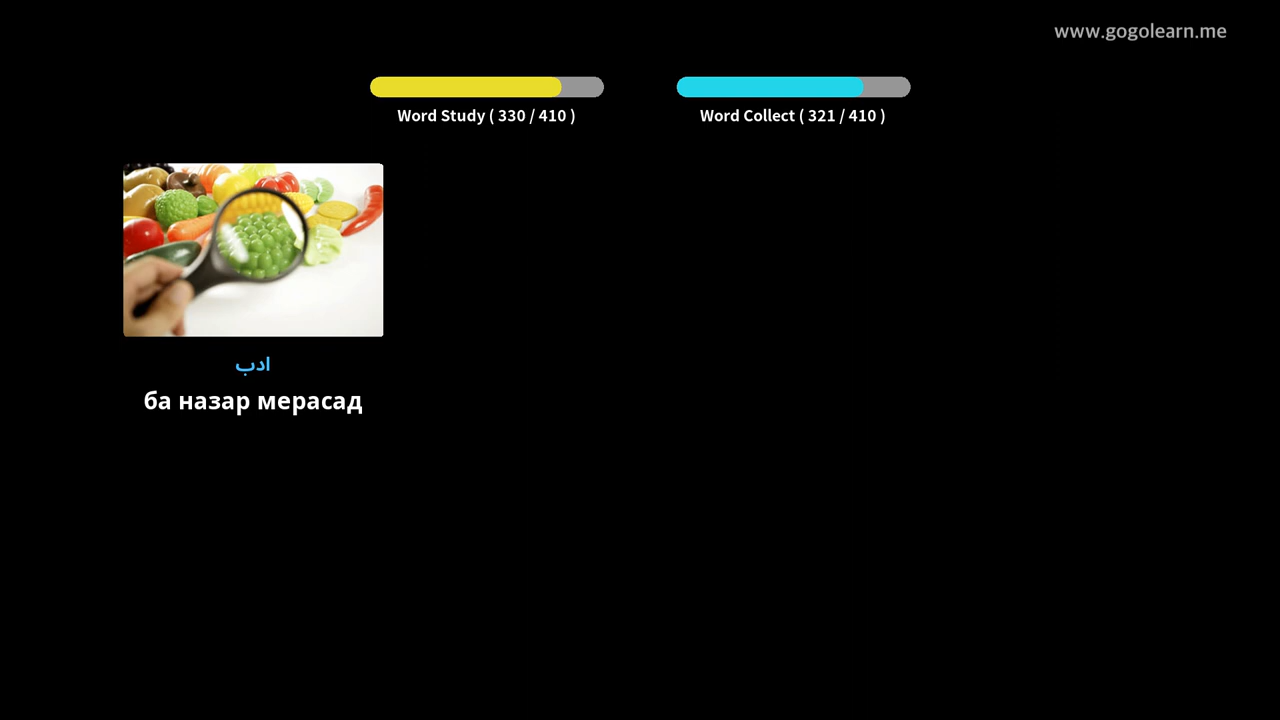 www.gogolearn.me
Word Study ( 330 / 410 )
Word Collect ( 321 / 410 )
ادب
ба назар мерасад